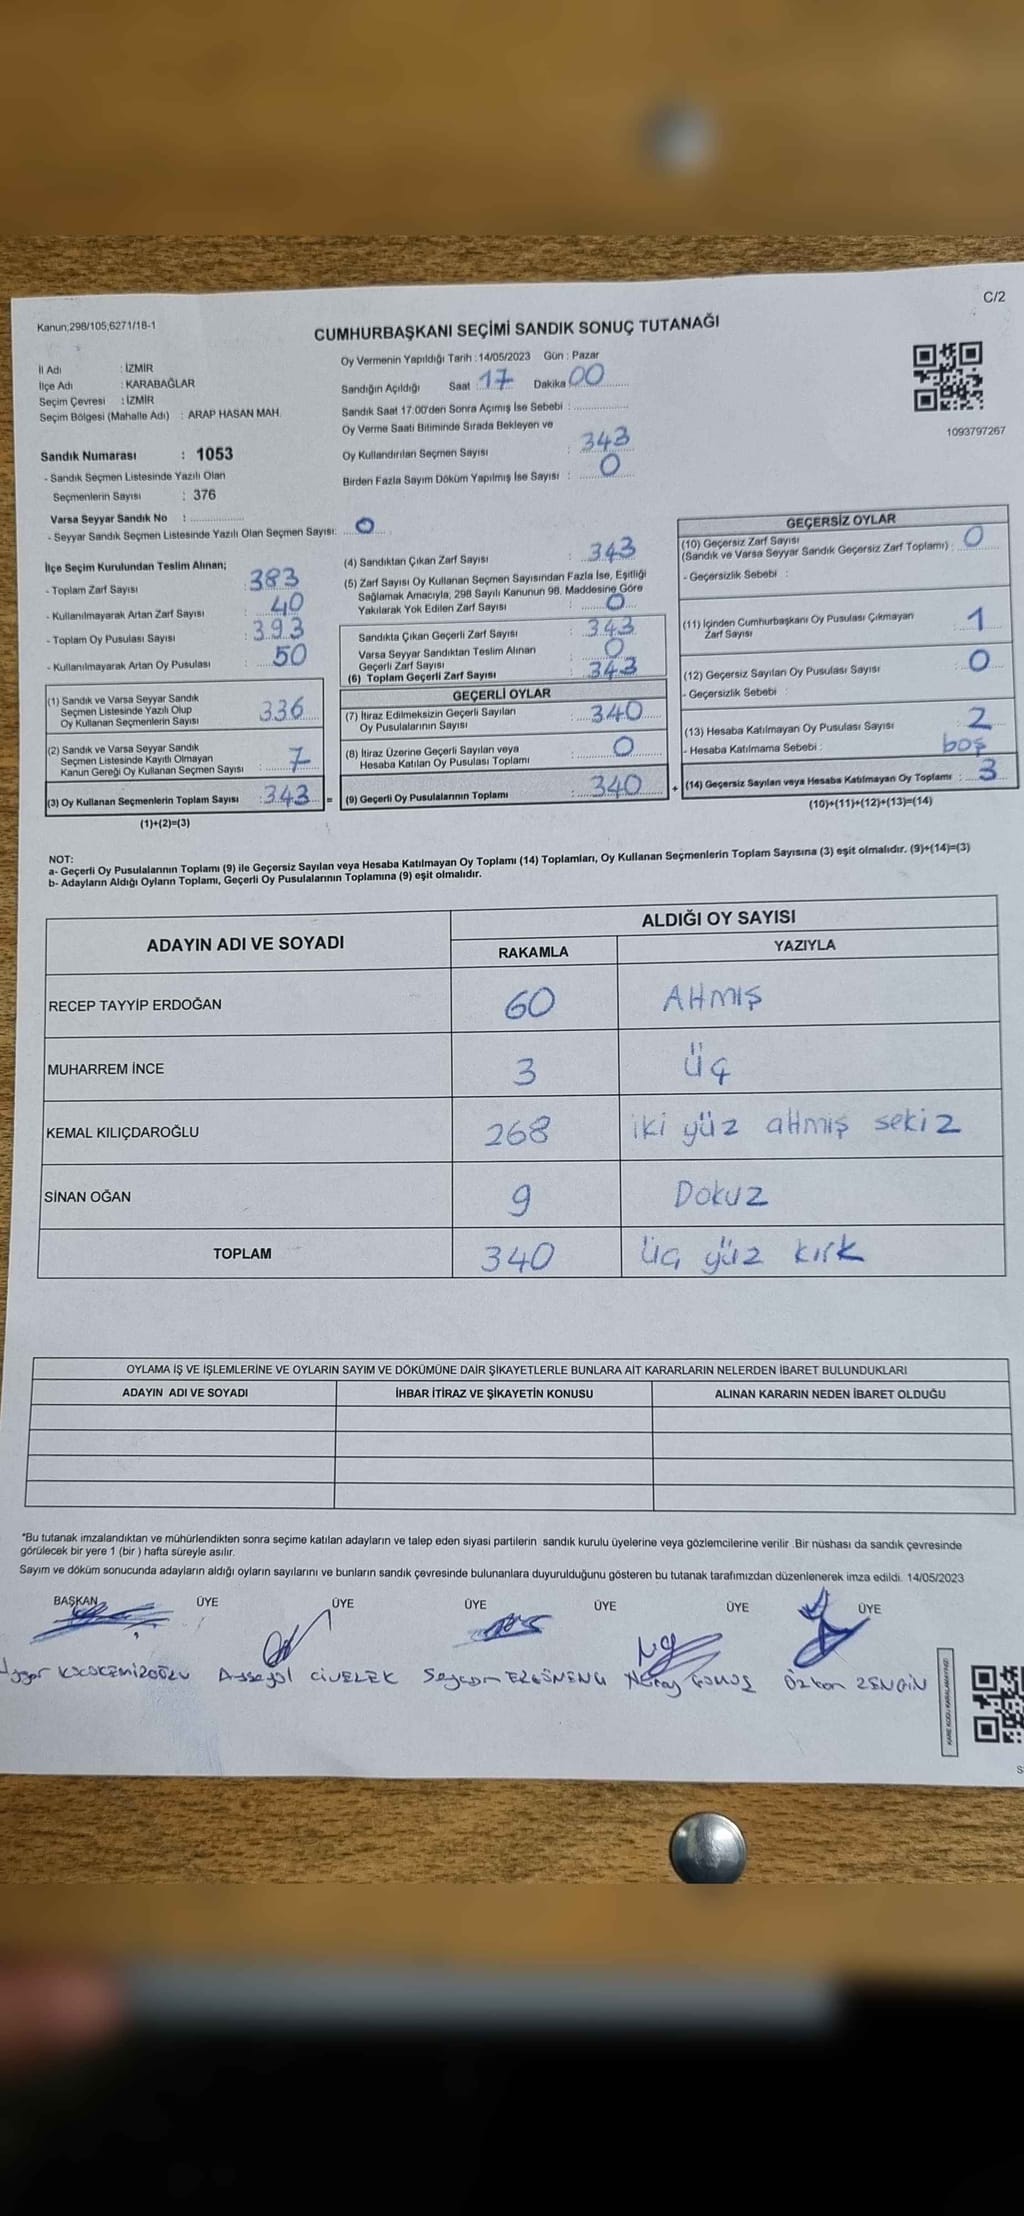 C/2
Kanun;298/105;6271/18-1
CUMHURBAŞKANI SEÇİMİ SANDIK SONUÇ TUTANAĞI
İl Adı : İZMİR
İlçe Adı : KARABAĞLAR
Seçim Çevresi : İZMİR
Seçim Bölgesi (Mahalle Adı) : ARAP HASAN MAH.
Sandık Numarası : 1053
- Sandık Seçmen Listesinde Yazılı Olan
Seçmenlerin Sayısı : 376
Varsa Seyyar Sandık No :
- Seyyar Sandık Seçmen Listesinde Yazılı Olan Seçmen Sayısı: 0
Oy Vermenin Yapıldığı Tarih :14/05/2023 Gün : Pazar
Sandığın Açıldığı Saat 17 Dakika 00
Sandık Saat 17.00'den Sonra Açımış İse Sebebi :
Oy Verme Saati Bitiminde Sırada Bekleyen ve
Oy Kullandırılan Seçmen Sayısı : 343
Birden Fazla Sayım Döküm Yapılmış İse Sayısı : 0
1093797267
İlçe Seçim Kurulundan Teslim Alınan;
- Toplam Zarf Sayısı : 383
- Kullanılmayarak Artan Zarf Sayısı : 40
- Toplam Oy Pusulası Sayısı : 393
- Kullanılmayarak Artan Oy Pusulası : 50
(1) Sandık ve Varsa Seyyar Sandık
Seçmen Listesinde Yazılı Olup
Oy Kullanan Seçmenlerin Sayısı : 336
(2) Sandık ve Varsa Seyyar Sandık
Seçmen Listesinde Kayıtlı Olmayan
Kanun Gereği Oy Kullanan Seçmen Sayısı : 7
(3) Oy Kullanan Seçmenlerin Toplam Sayısı : 343 =
(1)+(2)=(3)
(4) Sandıktan Çıkan Zarf Sayısı : 343
(5) Zarf Sayısı Oy Kullanan Seçmen Sayısından Fazla İse, Eşitliği
Sağlamak Amacıyla, 298 Sayılı Kanunun 98. Maddesine Göre
Yakılarak Yok Edilen Zarf Sayısı : 0
Sandıkta Çıkan Geçerli Zarf Sayısı : 343
Varsa Seyyar Sandıktan Teslim Alınan
Geçerli Zarf Sayısı : 0
(6) Toplam Geçerli Zarf Sayısı : 343
GEÇERLİ OYLAR
(7) İtiraz Edilmeksizin Geçerli Sayılan
Oy Pusulalarının Sayısı : 340
(8) İtiraz Üzerine Geçerli Sayılan veya
Hesaba Katılan Oy Pusulası Toplamı : 0
(9) Geçerli Oy Pusulalarının Toplamı : 340 +
GEÇERSİZ OYLAR
(10) Geçersiz Zarf Sayısı
(Sandık ve Varsa Seyyar Sandık Geçersiz Zarf Toplamı) : 0
- Geçersizlik Sebebi :
(11) İçinden Cumhurbaşkanı Oy Pusulası Çıkmayan
Zarf Sayısı : 1
(12) Geçersiz Sayılan Oy Pusulası Sayısı : 0
- Geçersizlik Sebebi :
(13) Hesaba Katılmayan Oy Pusulası Sayısı : 2
- Hesaba Katılmama Sebebi : boş
(14) Geçersiz Sayılan veya Hesaba Katılmayan Oy Toplamı : 3
(10)+(11)+(12)+(13)=(14)
NOT:
a- Geçerli Oy Pusulalarının Toplamı (9) ile Geçersiz Sayılan veya Hesaba Katılmayan Oy Toplamı (14) Toplamları, Oy Kullanan Seçmenlerin Toplam Sayısına (3) eşit olmalıdır. (9)+(14)=(3)
b- Adayların Aldığı Oyların Toplamı, Geçerli Oy Pusulalarının Toplamına (9) eşit olmalıdır.
ADAYIN ADI VE SOYADI ALDIĞI OY SAYISI
RAKAMLA YAZIYLA
RECEP TAYYİP ERDOĞAN 60 Altmış
MUHARREM İNCE 3 üç
KEMAL KILIÇDAROĞLU 268 iki yüz altmış sekiz
SİNAN OĞAN 9 Dokuz
TOPLAM 340 üç yüz kırk
OYLAMA İŞ VE İŞLEMLERİNE VE OYLARIN SAYIM VE DÖKÜMÜNE DAİR ŞİKAYETLERLE BUNLARA AİT KARARLARIN NELERDEN İBARET BULUNDUKLARI
ADAYIN ADI VE SOYADI İHBAR İTİRAZ VE ŞİKAYETİN KONUSU ALINAN KARARIN NEDEN İBARET OLDUĞU
*Bu tutanak imzalandıktan ve mühürlendikten sonra seçime katılan adayların ve talep eden siyasi partilerin sandık kurulu üyelerine veya gözlemcilerine verilir .Bir nüshası da sandık çevresinde
görülecek bir yere 1 (bir ) hafta süreyle asılır.
Sayım ve döküm sonucunda adayların aldığı oyların sayılarını ve bunların sandık çevresinde bulunanlara duyurulduğunu gösteren bu tutanak tarafımızdan düzenlenerek imza edildi. 14/05/2023
BAŞKAN ÜYE ÜYE ÜYE ÜYE ÜYE ÜYE
Ayşegül CİVELEK Özkan ZENGİN